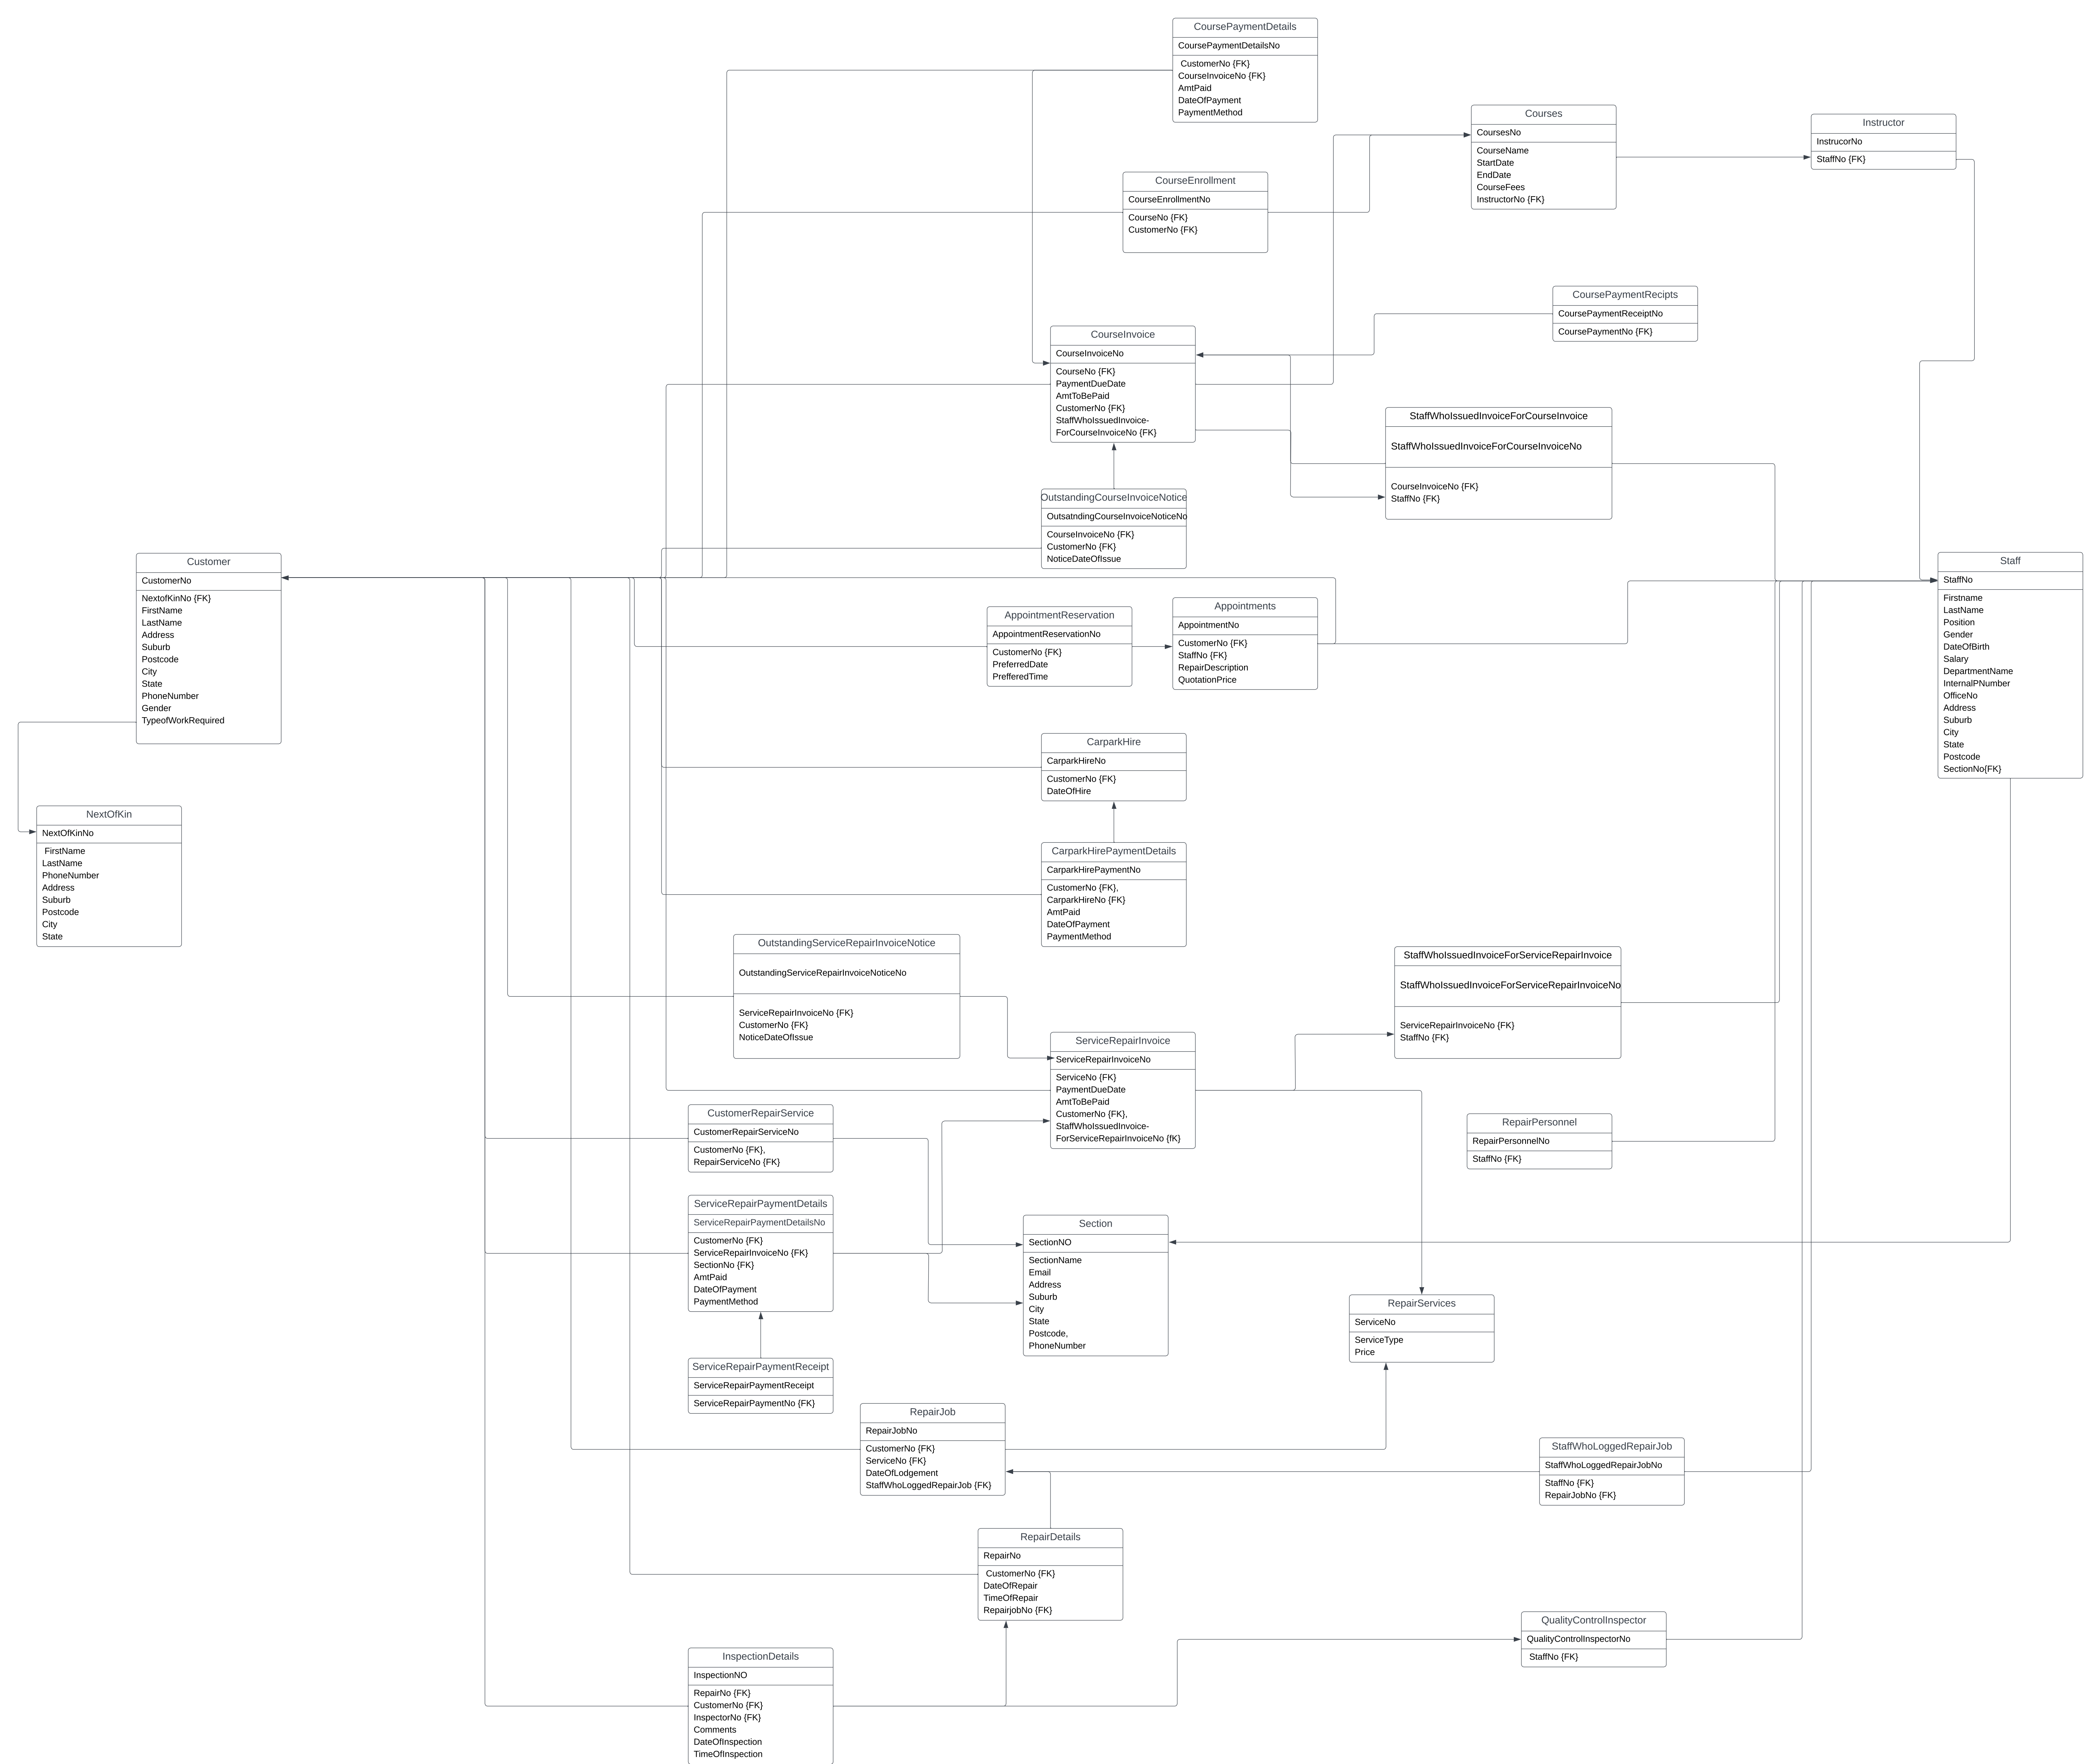 CoursePaymentDetails
CoursePaymentDetailsNo
CustomerNo {FK}
CourseInvoiceNo {FK}
AmtPaid
DateOfPayment
PaymentMethod
Courses
CoursesNo
CourseName
StartDate
EndDate
CourseFees
InstructorNo {FK}
Instructor
InstrucorNo
StaffNo {FK}
CourseEnrollment
CourseEnrollmentNo
CourseNo {FK}
CustomerNo {FK}
CoursePaymentRecipts
CoursePaymentReceiptNo
CoursePaymentNo {FK}
CourseInvoice
CourseInvoiceNo
CourseNo {FK}
PaymentDueDate
AmtToBePaid
CustomerNo {FK}
StaffWhoIssuedInvoice-
ForCourseInvoiceNo {FK}
StaffWhoIssuedInvoiceForCourseInvoice
StaffWhoIssuedInvoiceForCourseInvoiceNo
CourseInvoiceNo {FK}
StaffNo {FK}
OutstandingCourseInvoiceNotice
OutsatndingCourseInvoiceNoticeNo
CourseInvoiceNo {FK}
CustomerNo {FK}
NoticeDateOfIssue
Customer
CustomerNo
NextofKinNo {FK}
FirstName
LastName
Address
Suburb
Postcode
City
State
PhoneNumber
Gender
TypeofWorkRequired
Staff
StaffNo
Firstname
LastName
Position
Gender
DateOfBirth
Salary
DepartmentName
InternalPNumber
OfficeNo
Address
Suburb
City
State
Postcode
SectionNo{FK}
AppointmentReservation
AppointmentReservationNo
CustomerNo {FK}
PreferredDate
PrefferedTime
Appointments
AppointmentNo
CustomerNo {FK}
StaffNo {FK}
RepairDescription
QuotationPrice
CarparkHire
CarparkHireNo
CustomerNo {FK}
DateOfHire
NextOfKin
NextOfKinNo
FirstName
LastName
PhoneNumber
Address
Suburb
Postcode
City
State
CarparkHirePaymentDetails
CarparkHirePaymentNo
CustomerNo {FK},
CarparkHireNo {FK}
AmtPaid
DateOfPayment
PaymentMethod
OutstandingServiceRepairInvoiceNotice
OutstandingServiceRepairInvoiceNoticeNo
ServiceRepairInvoiceNo {FK}
CustomerNo {FK}
NoticeDateOfIssue
StaffWhoIssuedInvoiceForServiceRepairInvoice
StaffWhoIssuedInvoiceForServiceRepairInvoiceNo
ServiceRepairInvoiceNo {FK}
StaffNo {FK}
ServiceRepairInvoice
ServiceRepairInvoiceNo
ServiceNo {FK}
PaymentDueDate
AmtToBePaid
CustomerNo {FK},
StaffWhoIssuedInvoice-
ForServiceRepairInvoiceNo {fK}
CustomerRepairService
CustomerRepairServiceNo
CustomerNo {FK},
RepairServiceNo {FK}
RepairPersonnel
RepairPersonnelNo
StaffNo {FK}
ServiceRepairPaymentDetails
ServiceRepairPaymentDetailsNo
CustomerNo {FK}
ServiceRepairInvoiceNo {FK}
SectionNo {FK}
AmtPaid
DateOfPayment
PaymentMethod
Section
SectionNO
SectionName
Email
Address
Suburb
City
State
Postcode,
PhoneNumber
RepairServices
ServiceNo
ServiceType
Price
ServiceRepairPaymentReceipt
ServiceRepairPaymentReceipt
ServiceRepairPaymentNo {FK}
RepairJob
RepairJobNo
CustomerNo {FK}
ServiceNo {FK}
DateOfLodgement
StaffWhoLoggedRepairJob {FK}
StaffWhoLoggedRepairJob
StaffWhoLoggedRepairJobNo
StaffNo {FK}
RepairJobNo {FK}
RepairDetails
RepairNo
CustomerNo {FK}
DateOfRepair
TimeOfRepair
RepairjobNo {FK}
QualityControlInspector
QualityControlInspectorNo
StaffNo {FK}
InspectionDetails
InspectionNO
RepairNo {FK}
CustomerNo {FK}
InspectorNo {FK}
Comments
DateOfInspection
TimeOfInspection